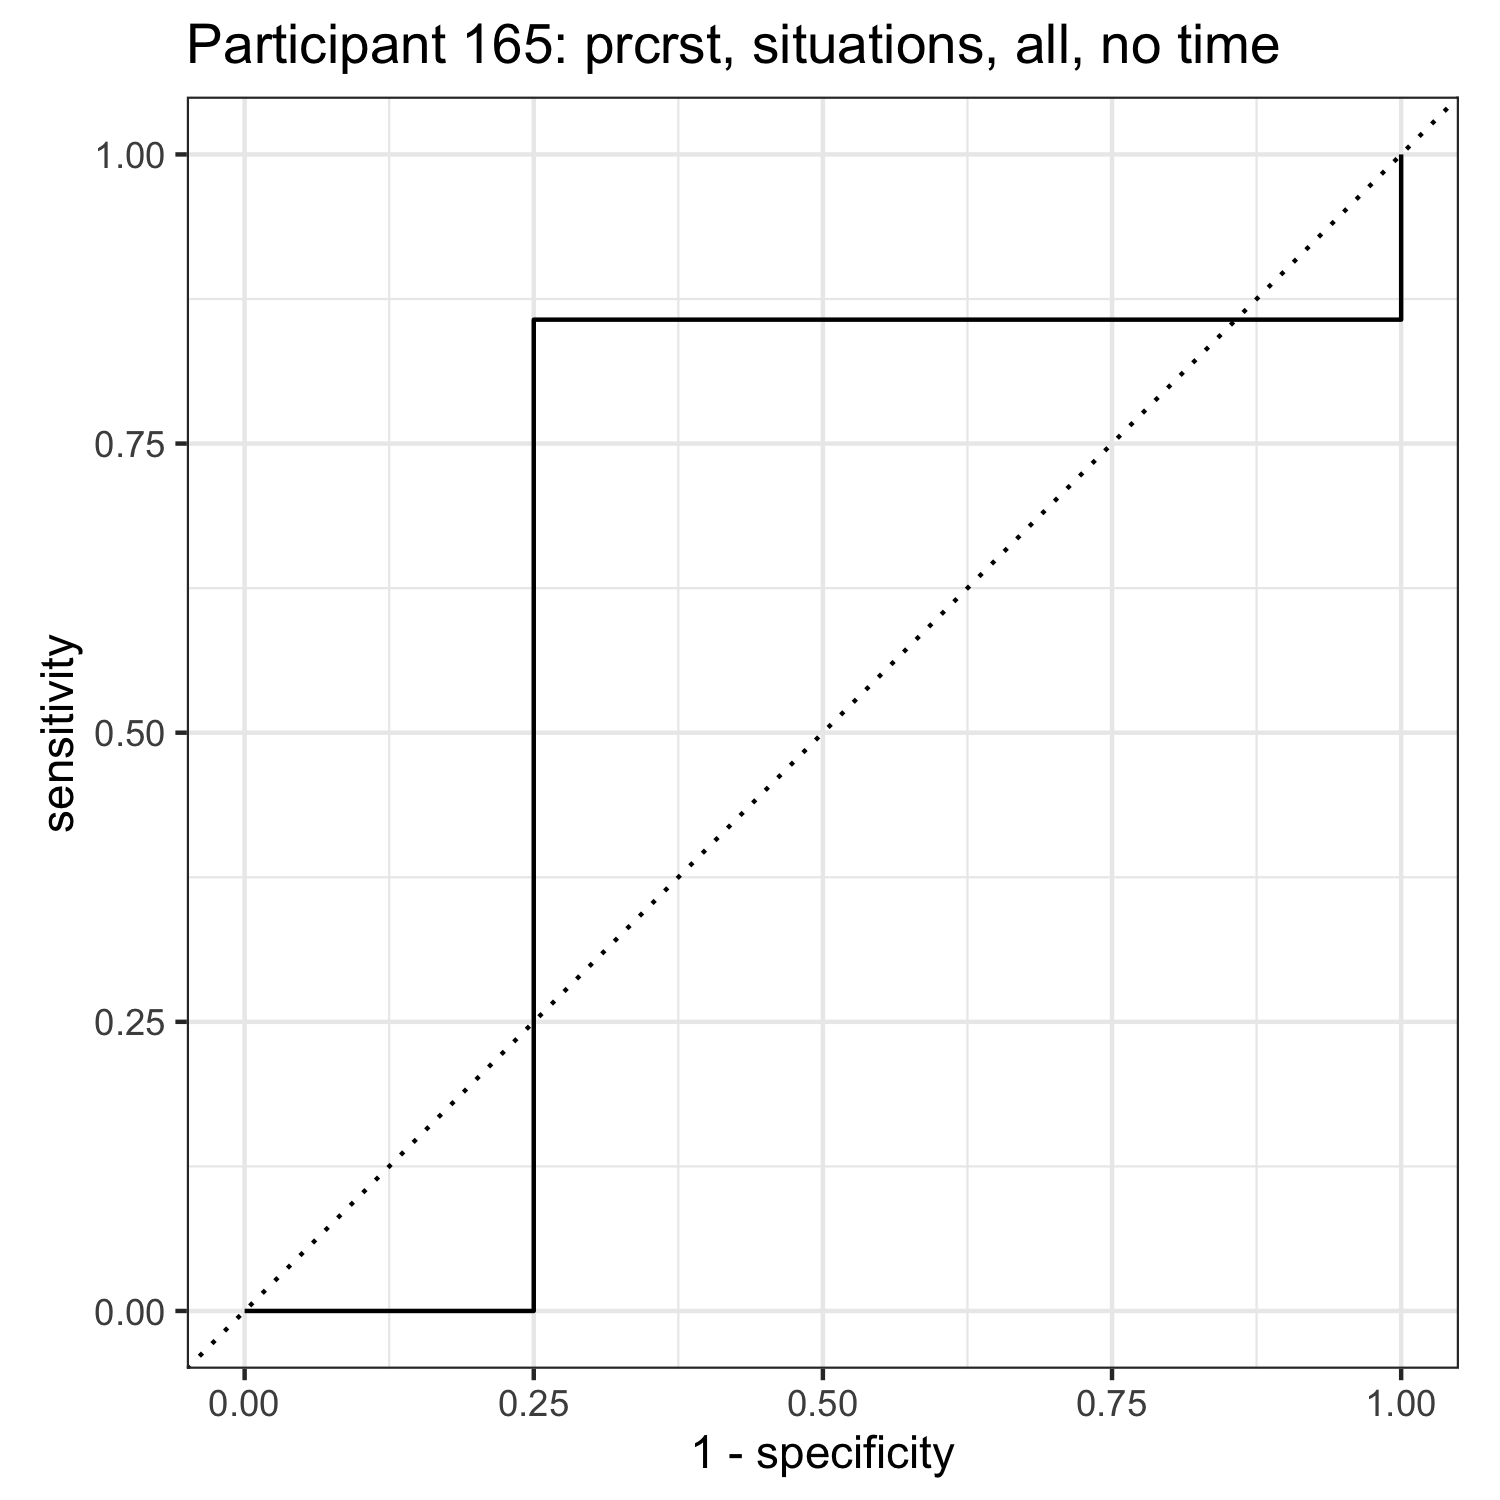 Participant 165: prcrst, situations, all, no time
1.00
0.75
0.50
0.25
0.00
sensitivity
0.00 0.25 0.50 0.75 1.00
1 - specificity